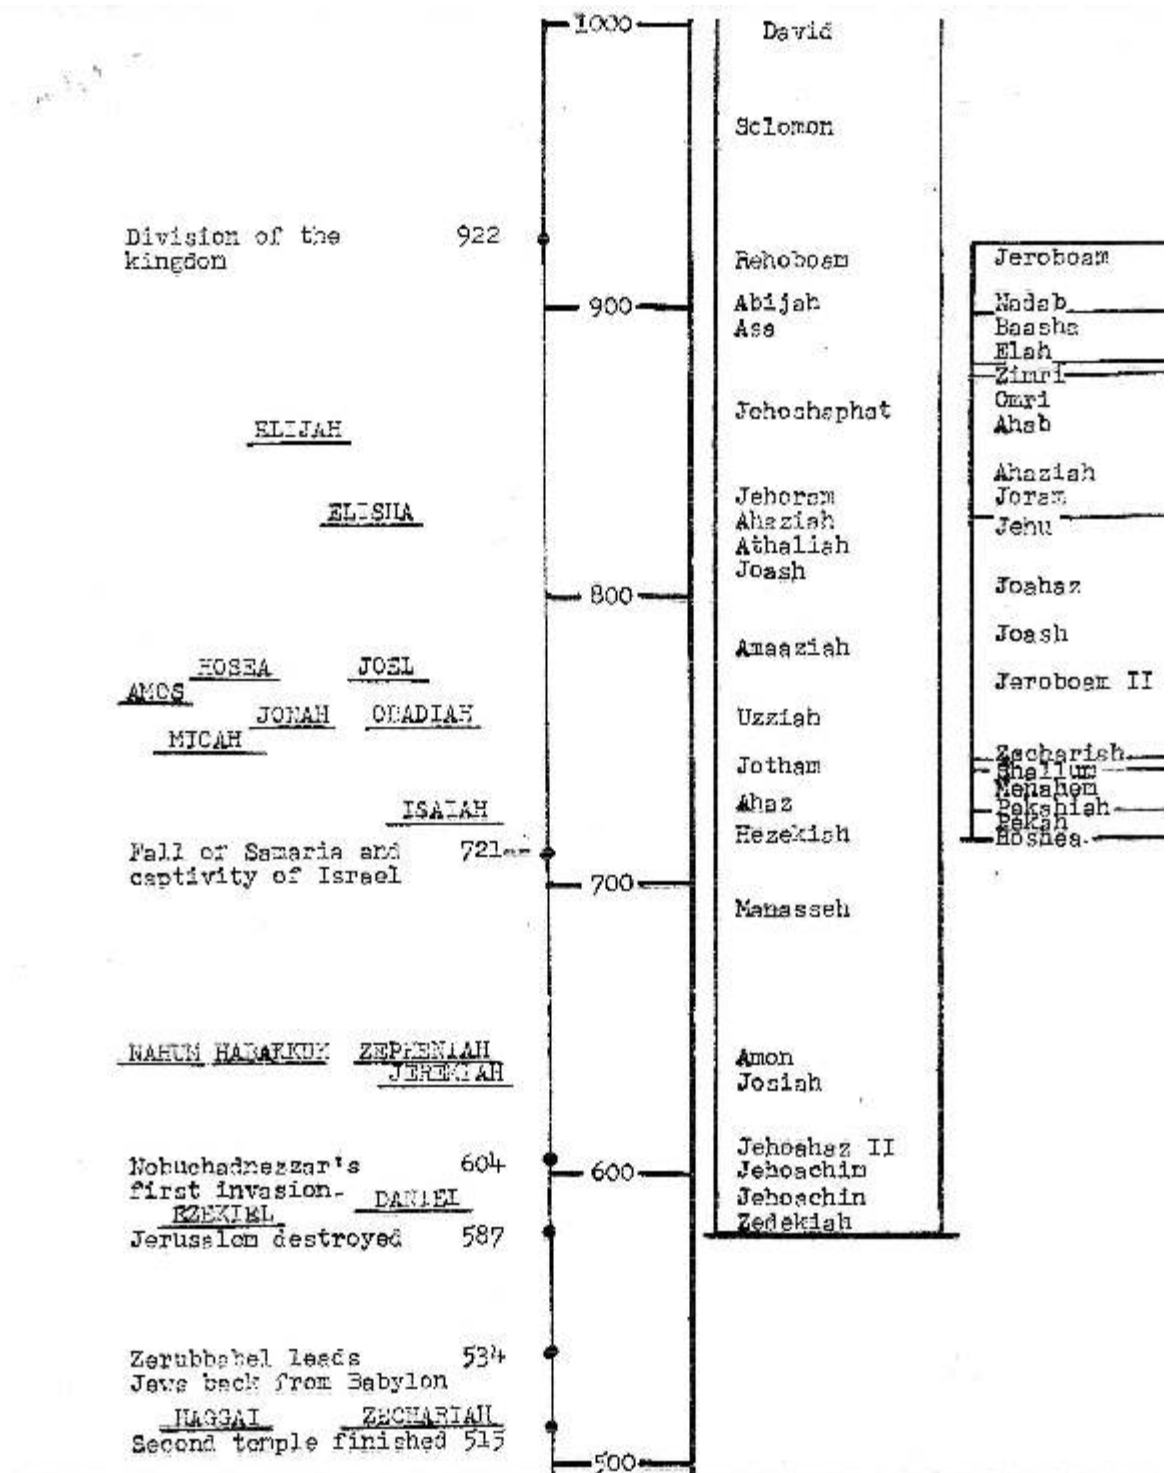 1000
David
Solomon
Division of the 922
kingdon
Rehoboam
Jeroboam
900
Abijah
Nadab
Asa
Baasha
Elah
Zimri
Omri
Jehoshaphat
Ahab
ELIJAH
Ahaziah
Jehoram
Joram
ELISHA
Ahaziah
Jehu
Athaliah
Joash
800
Joahaz
Joash
Amaaziah
HOSEA JOEL
Jeroboam II
AMOS
JONAH OBADIAH
Uzziah
MICAH
Zachariah
Jotham
Shallum
Menahem
Ahaz
Pekahiah
ISAIAH
Pekah
Hezekiah
Hoshea
Fall of Samaria and 721
captivity of Israel
700
Manasseh
NAHUM HABAKKUK ZEPHENIAH
Amon
JEREMIAH
Josiah
Jehoahaz II
Nebuchadnezzar's 604
600
Jehoachim
first invasion.
DANIEL
Jehoachin
EZEKIEL
Zedekiah
Jerusalem destroyed 587
Zerubbabel leads 534
Jews back from Babylon
HAGGAI ZECHARIAH
Second temple finished 515
500